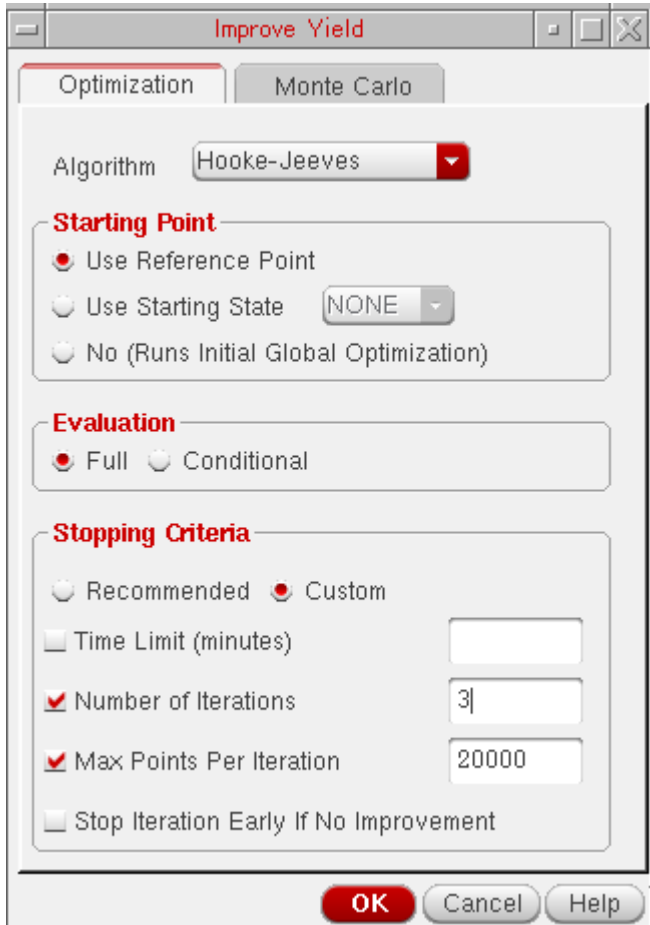 Improve Yield
Optimization
Monte Carlo
Algorithm Hooke-Jeeves
Starting Point
Use Reference Point
Use Starting State NONE
No (Runs Initial Global Optimization)
Evaluation
Full Conditional
Stopping Criteria
Recommended Custom
Time Limit (minutes)
Number of Iterations 3
Max Points Per Iteration 20000
Stop Iteration Early If No Improvement
OK Cancel Help